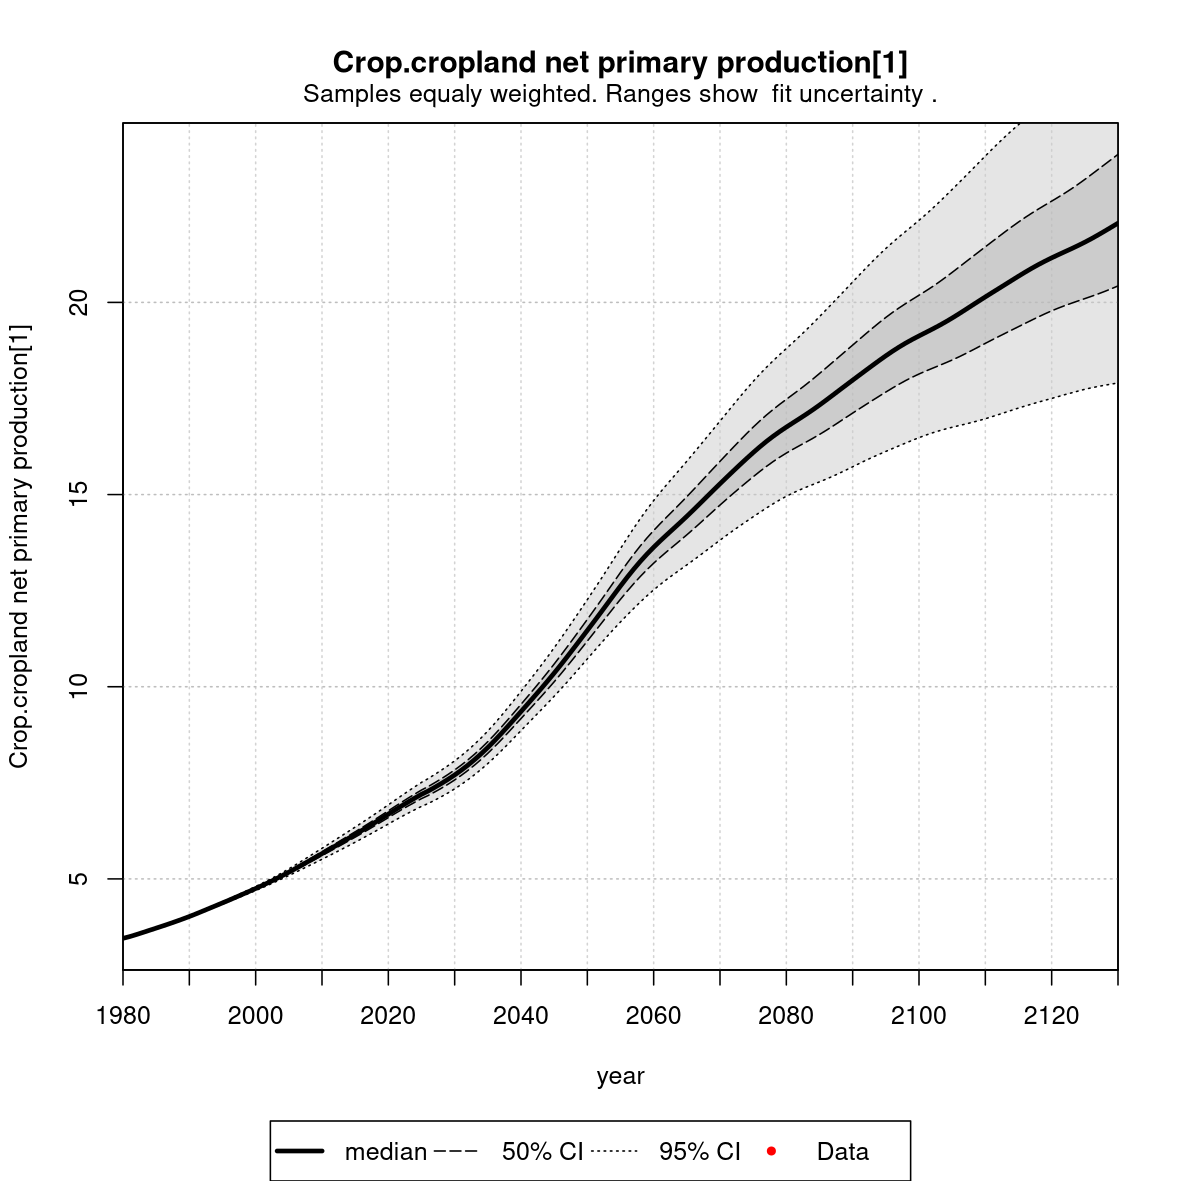 Crop.cropland net primary production[1]
Samples equaly weighted. Ranges show  fit uncertainty .
Crop.cropland net primary production[1]
20
15
10
5
1980 2000 2020 2040 2060 2080 2100 2120
year
median 50% CI 95% CI Data